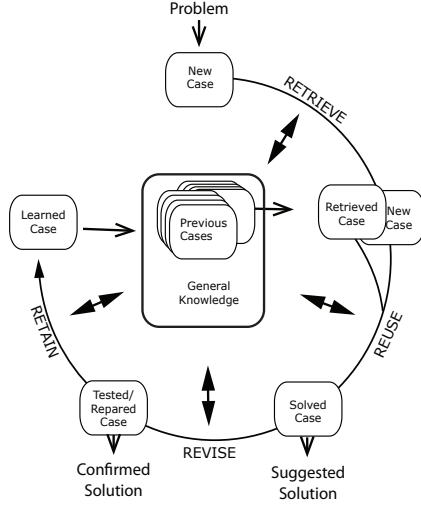 Problem
New
Case
RETRIEVE
Learned
Case
Previous
Cases
General
Knowledge
Retrieved
Case
New
Case
RETAIN
REUSE
Tested/
Repared
Case
Solved
Case
REVISE
Confirmed
Solution
Suggested
Solution